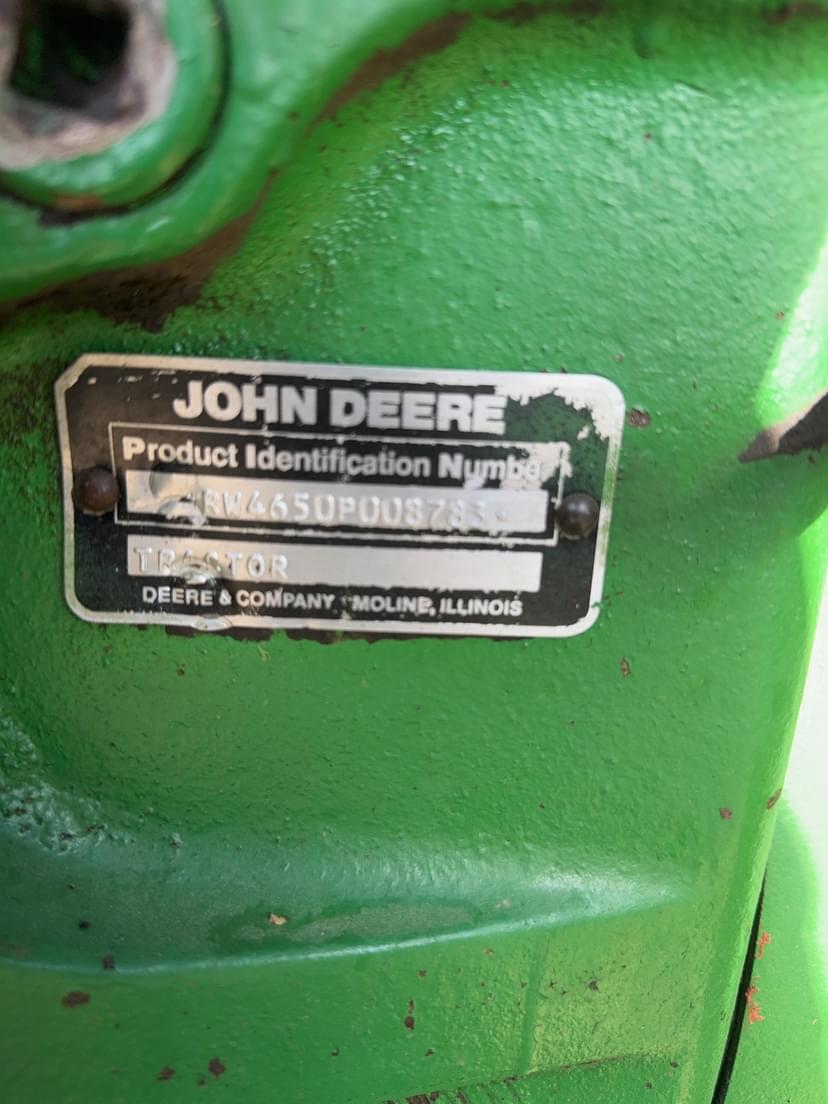 JOHN DEERE
Product Identification Number
RW4650P008783
TRACTOR
DEERE & COMPANY MOLINE, ILLINOIS